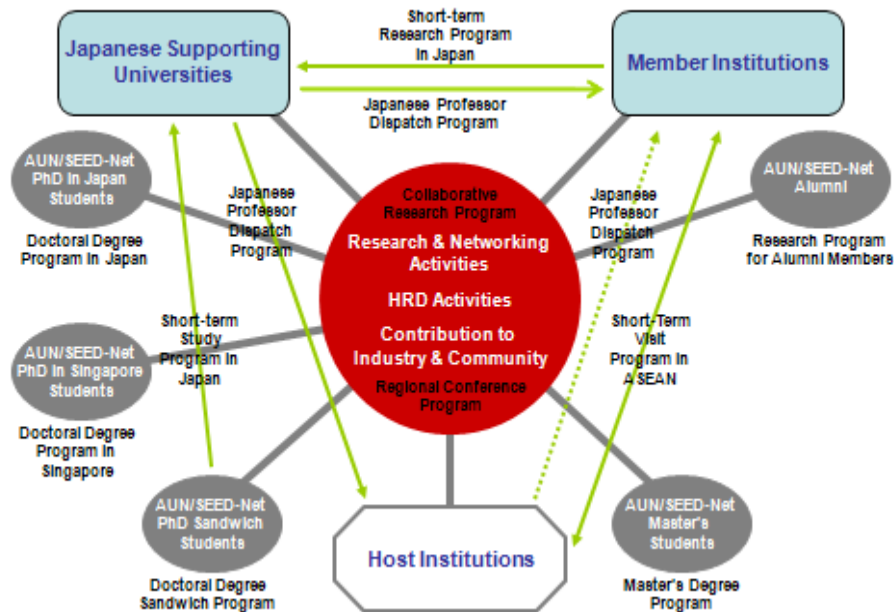 Short-term
Research Program
in Japan
Japanese Supporting
Universities
Member Institutions
Japanese Professor
Dispatch Program
AUN/SEED-Net
PhD in Japan
Students
Doctoral Degree
Program in Japan
Japanese
Professor
Dispatch
Program
Collaborative
Research Program
Research & Networking
Activities
HRD Activities
Contribution to
Industry & Community
Regional Conference
Program
Japanese
Professor
Dispatch
Program
AUN/SEED-Net
Alumni
Research Program
for Alumni Members
AUN/SEED-Net
PhD in Singapore
Students
Doctoral Degree
Program in
Singapore
Short-term
Study
Program in
Japan
Short-Term
Visit
Program in
ASEAN
AUN/SEED-Net
PhD Sandwich
Students
Doctoral Degree
Sandwich Program
Host Institutions
AUN/SEED-Net
Master's
Students
Master's Degree
Program